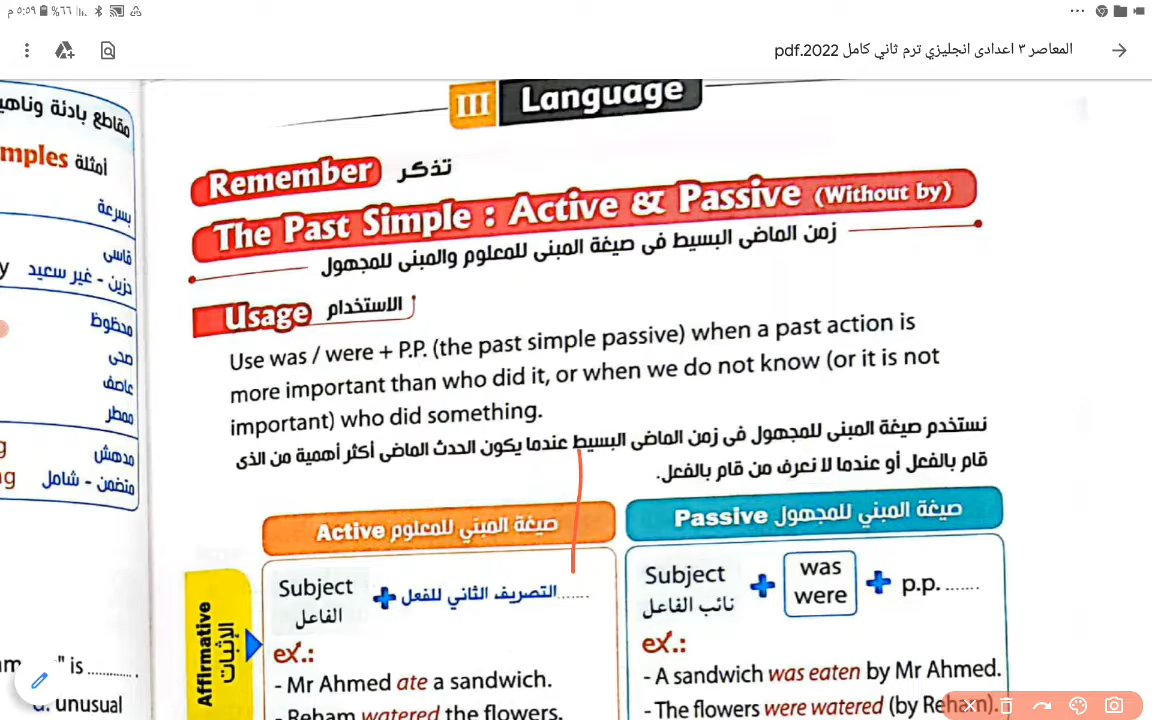 م ٥:٥٩ %٦٦
المعاصر ٣ اعدادى انجليزي ترم ثاني كامل 2022.pdf
III Language
مقاطع بادئة وناهي
أمثلة mples
بسرعة
قاسى
y حزين - غير سعيد
محظوظ
صحى
عاصف
ممطر
g مدهش
ng متضمن - شامل
" is ............ .
d. unusual
Remember تذكر
The Past Simple : Active & Passive (Without by)
زمن الماضى البسيط فى صيغة المبنى للمعلوم والمبنى للمجهول
Usage الاستخدام
Use was / were + P.P. (the past simple passive) when a past action is
more important than who did it, or when we do not know (or it is not
important) who did something.
نستخدم صيغة المبنى للمجهول فى زمن الماضى البسيط عندما يكون الحدث الماضى أكثر أهمية من الذى
قام بالفعل أو عندما لا نعرف من قام بالفعل.
صيغة المبني للمعلوم Active
صيغة المبني للمجهول Passive
Affirmative
الإثبات
Subject + التصريف الثاني للفعل......
الفاعل
ex.:
- Mr Ahmed ate a sandwich.
- Reham watered the flowers.
Subject + was + p.p. .......
نائب الفاعل were
ex.:
- A sandwich was eaten by Mr Ahmed.
- The flowers were watered (by Reham).